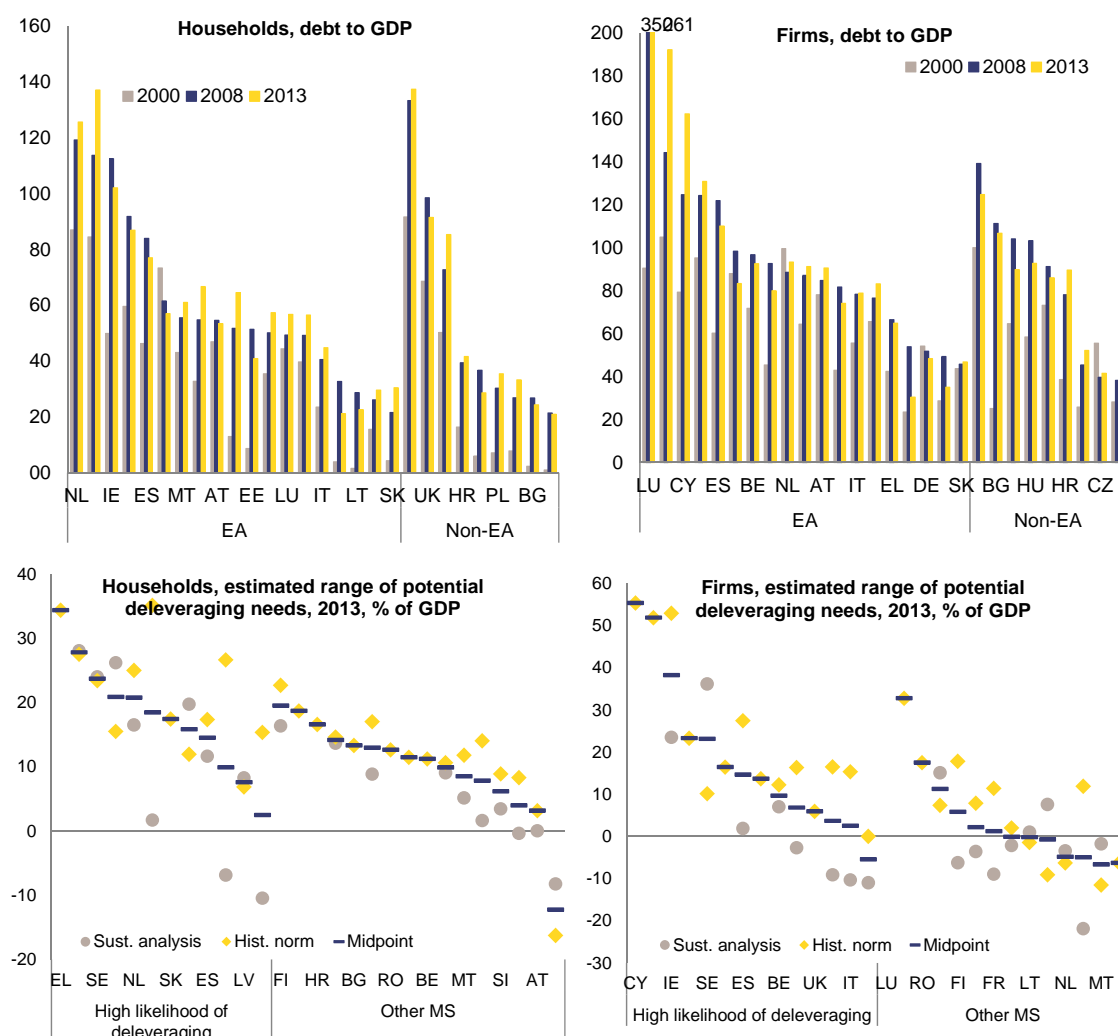 Households, debt to GDP
2000 2008 2013
160
140
120
100
80
60
40
20
00
NL IE ES MT AT EE LU IT LT SK UK HR PL BG
EA Non-EA
Firms, debt to GDP
2000 2008 2013
200
180
160
140
120
100
80
60
40
20
0
LU CY ES BE NL AT IT EL DE SK BG HU HR CZ
EA Non-EA
Households, estimated range of potential
deleveraging needs, 2013, % of GDP
40
30
20
10
0
-10
-20
Sust. analysis Hist. norm Midpoint
EL SE NL SK ES LV FI HR BG RO BE MT SI AT
High likelihood of Other MS
deleveraging
Firms, estimated range of potential
deleveraging needs, 2013, % of GDP
60
50
40
30
20
10
0
-10
-20
-30
Sust. analysis Hist. norm Midpoint
CY IE SE ES BE UK IT LU RO FI FR LT NL MT
High likelihood of deleveraging Other MS